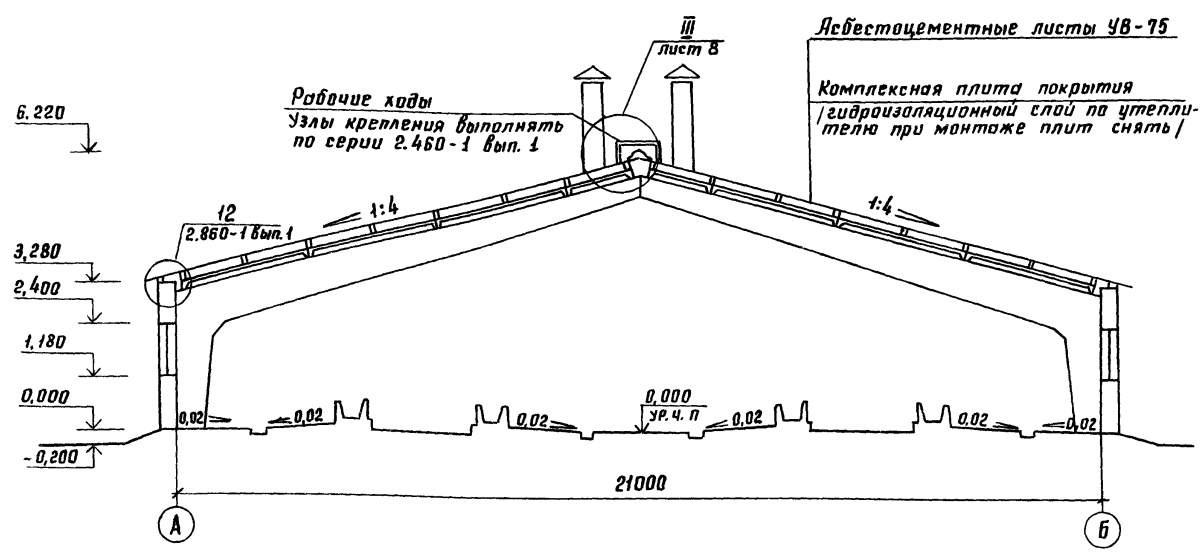 III
лист 8
Асбестоцементные листы УВ-75
Рабочие ходы
Узлы крепления выполнять
по серии 2.460-1 вып. 1
Комплексная плита покрытия
/гидроизоляционный слой по утепли-
телю при монтаже плит снять/
6.220
12
2.860-1 вып.1
1:4
1:4
3,280
2,400
1,180
0,000
-0,200
0,02
0,02
0,02
0,000
УР.Ч.П
0,02
0,02
0,02
21000
А
Б